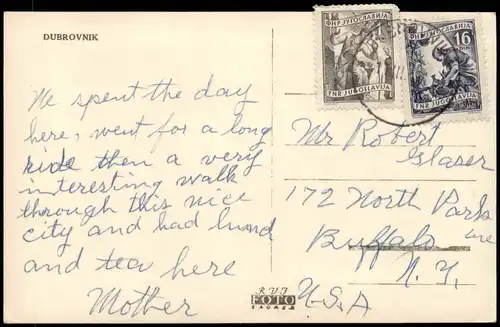 DUBROVNIK
We spent the day
here, went for a long
ride then a very
interesting walk
through this nice
city and had lunch
and tea here
Mother
ФНР ЈУГОСЛАВИЈА
FNR JUGOSLAVIJA
ФНР ЈУГОСЛАВИЈА
16
FNR JUGOSLAVIJA
Mr Robert
Glaser
172 North Park
Ave
Buffalo
N.Y.
U.S.A
FOTO
ZAGREB